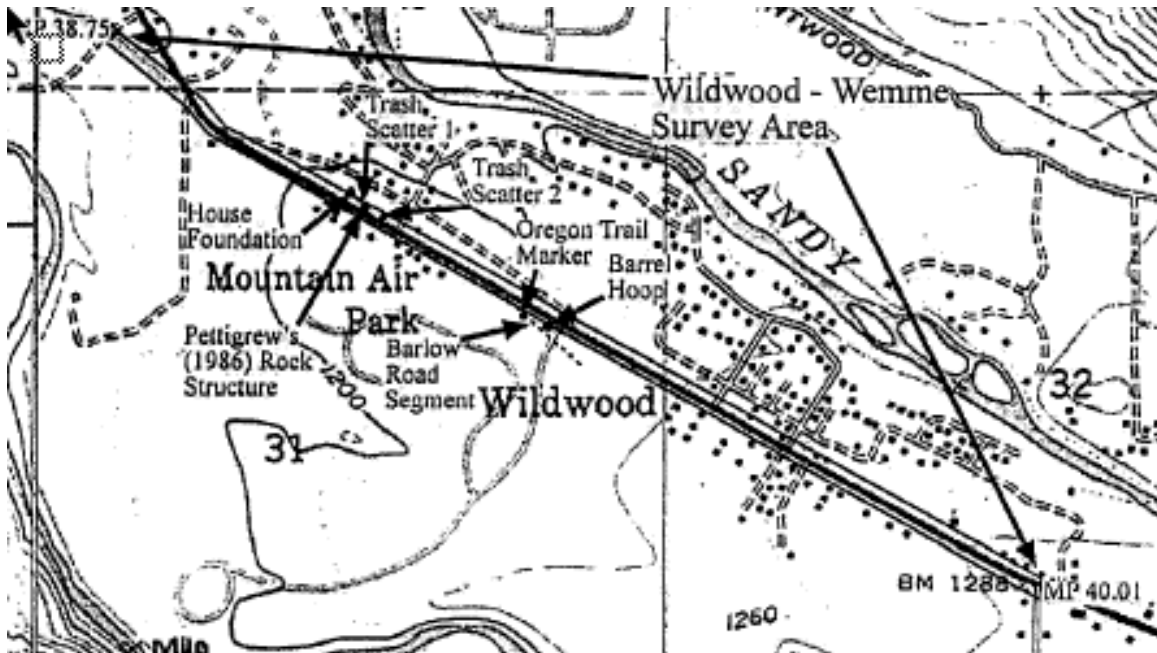 38.75
Wildwood - Wemme
Survey Area
Trash
Scatter 1
Trash
Scatter 2
SANDY
House
Foundation
Oregon Trail
Marker
Barrel
Hoop
Mountain Air
Park
Pettigrew's
(1986) Rock
Structure
Barlow
Road
Segment
1200
Wildwood
31
32
BM 1288
MP 40.01
1260
Mile